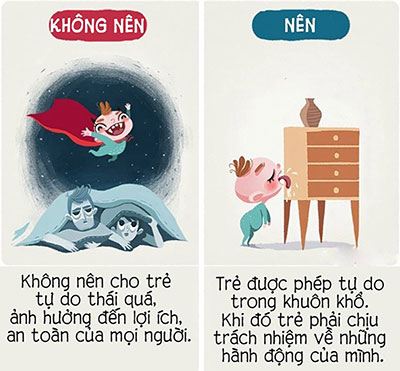 KHÔNG NÊN
NÊN
Không nên cho trẻ
tự do thái quá,
ảnh hưởng đến lợi ích,
an toàn của mọi người.
Trẻ được phép tự do
trong khuôn khổ.
Khi đó trẻ phải chịu
trách nhiệm về những
hành động của mình.